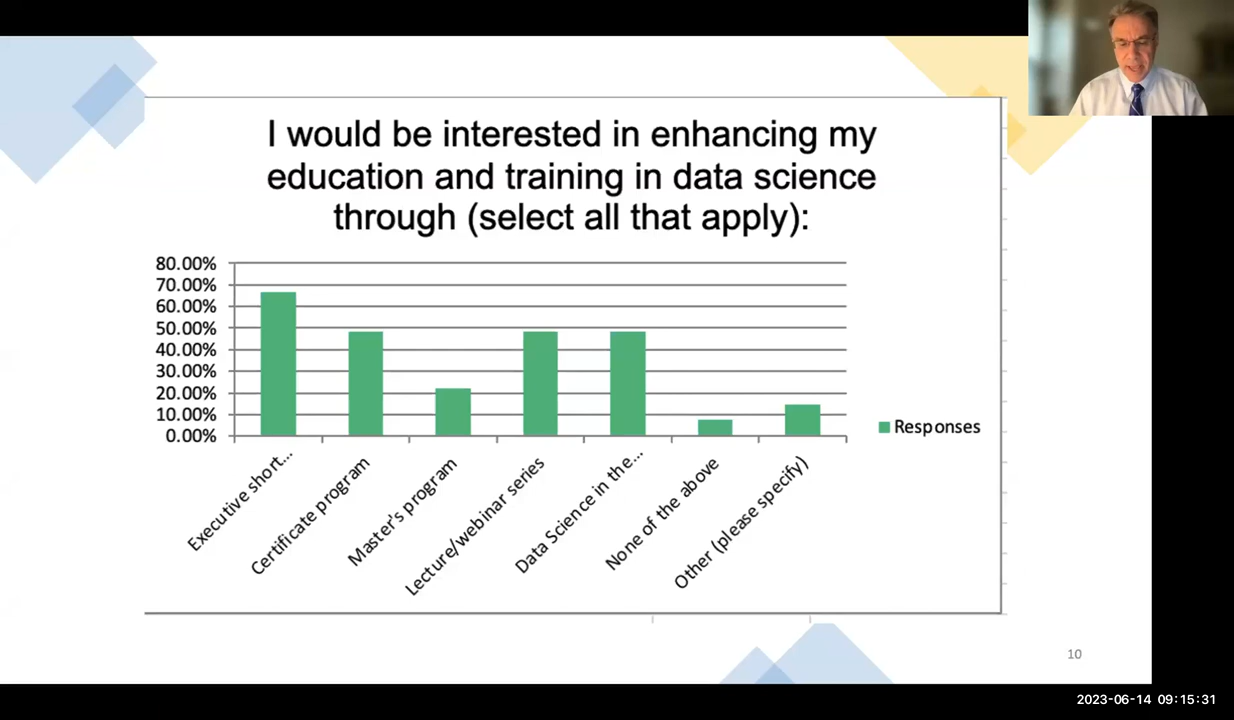 I would be interested in enhancing my
education and training in data science
through (select all that apply):
80.00%
70.00%
60.00%
50.00%
40.00%
30.00%
20.00%
10.00%
0.00%
Responses
Executive short...
Certificate program
Master's program
Lecture/webinar series
Data Science in the...
None of the above
Other (please specify)
10
2023-06-14 09:15:31